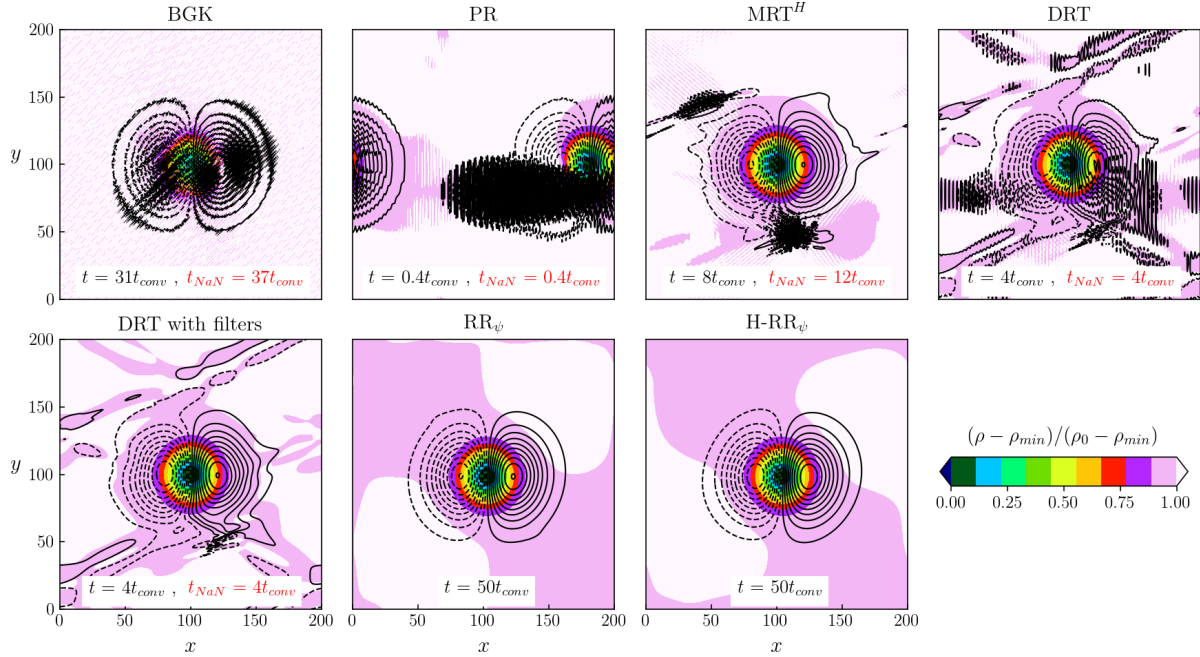 BGK
PR
MRT^H
DRT
200
150
100
50
0
y
t = 31t_conv , t_NaN = 37t_conv
t = 0.4t_conv , t_NaN = 0.4t_conv
t = 8t_conv , t_NaN = 12t_conv
t = 4t_conv , t_NaN = 4t_conv
DRT with filters
RR_ψ
H-RR_ψ
200
150
100
50
0
y
t = 4t_conv , t_NaN = 4t_conv
t = 50t_conv
t = 50t_conv
0 50 100 150 200
0 50 100 150 200
0 50 100 150 200
x
x
x
(ρ − ρ_min)/(ρ_0 − ρ_min)
0.00 0.25 0.50 0.75 1.00